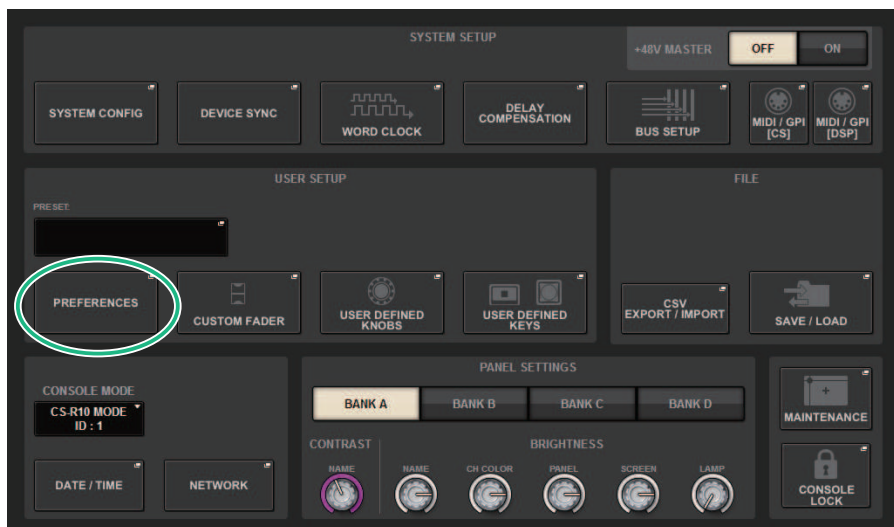 SYSTEM SETUP
+48V MASTER
OFF
ON
SYSTEM CONFIG
DEVICE SYNC
WORD CLOCK
DELAY
COMPENSATION
BUS SETUP
MIDI / GPI
[CS]
MIDI / GPI
[DSP]
USER SETUP
PRESET
PREFERENCES
CUSTOM FADER
USER DEFINED
KNOBS
USER DEFINED
KEYS
FILE
CSV
EXPORT / IMPORT
SAVE / LOAD
CONSOLE MODE
CS-R10 MODE
ID : 1
DATE / TIME
NETWORK
PANEL SETTINGS
BANK A
BANK B
BANK C
BANK D
CONTRAST
BRIGHTNESS
NAME
NAME
CH COLOR
PANEL
SCREEN
LAMP
MAINTENANCE
CONSOLE
LOCK